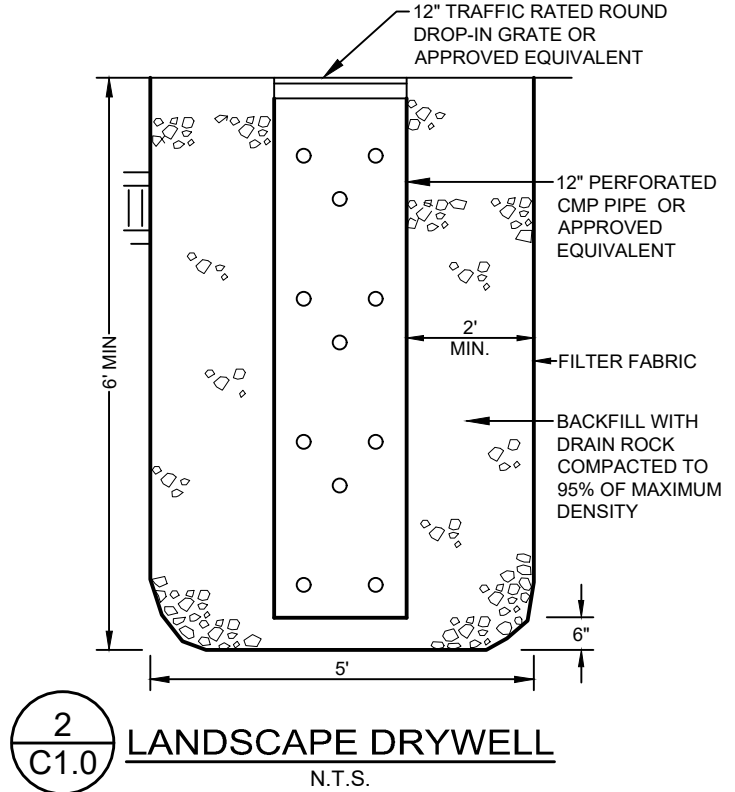 12" TRAFFIC RATED ROUND
DROP-IN GRATE OR
APPROVED EQUIVALENT
12" PERFORATED
CMP PIPE OR
APPROVED
EQUIVALENT
2'
MIN.
6' MIN
FILTER FABRIC
BACKFILL WITH
DRAIN ROCK
COMPACTED TO
95% OF MAXIMUM
DENSITY
6"
5'
2
C1.0
LANDSCAPE DRYWELL
N.T.S.